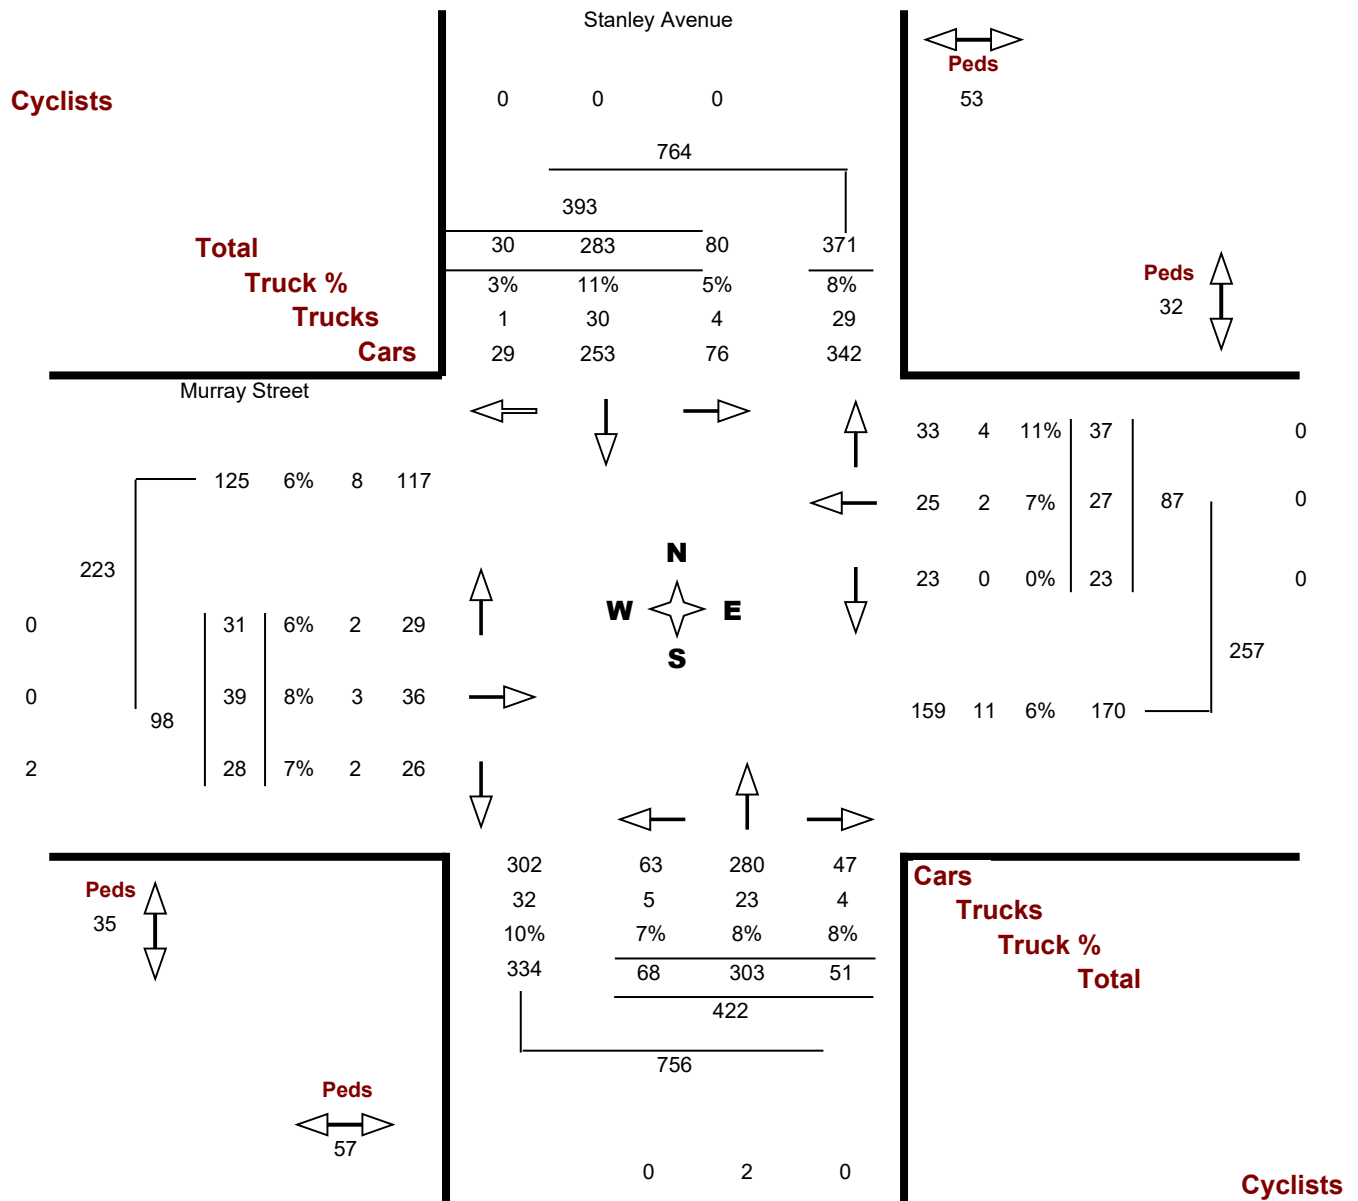 Stanley Avenue
Peds
53
Cyclists 0 0 0
764
393
Total 30 283 80 371
Truck % 3% 11% 5% 8%
Trucks 1 30 4 29
Cars 29 253 76 342
Peds
32
Murray Street
33 4 11% 37 0
125 6% 8 117
25 2 7% 27 87 0
N
223
23 0 0% 23 0
W E
S
0 31 6% 2 29
257
0 39 8% 3 36
98
159 11 6% 170
2 28 7% 2 26
302 63 280 47
32 5 23 4
10% 7% 8% 8%
334 68 303 51
422
756
Cars
Trucks
Truck %
Total
Peds
35
Peds
57
0 2 0
Cyclists